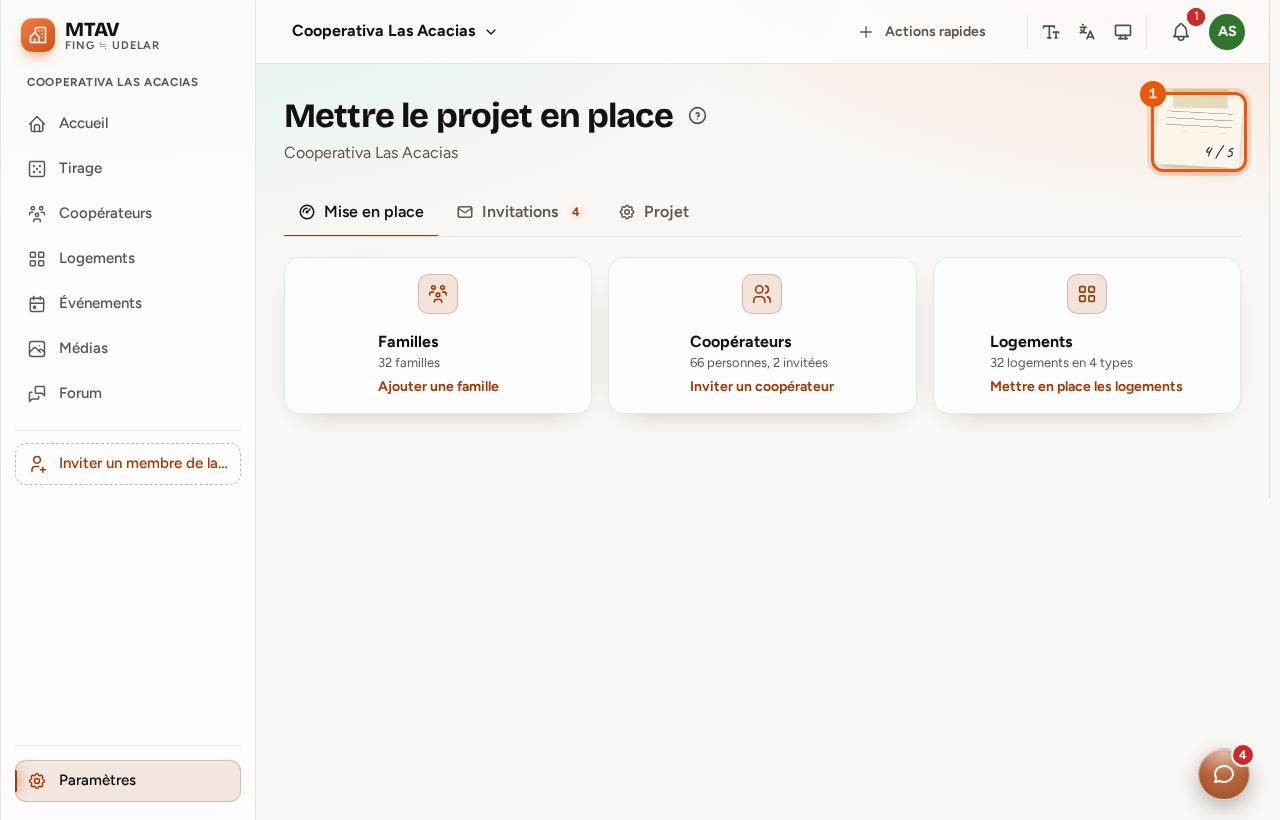 MTAV
FING ≒ UDELAR
COOPERATIVA LAS ACACIAS
Accueil
Tirage
Coopérateurs
Logements
Événements
Médias
Forum
Inviter un membre de la...
Paramètres
Cooperativa Las Acacias
Actions rapides
1
AS
Mettre le projet en place
Cooperativa Las Acacias
1
4 / 5
Mise en place
Invitations 4
Projet
Familles
32 familles
Ajouter une famille
Coopérateurs
66 personnes, 2 invitées
Inviter un coopérateur
Logements
32 logements en 4 types
Mettre en place les logements
4